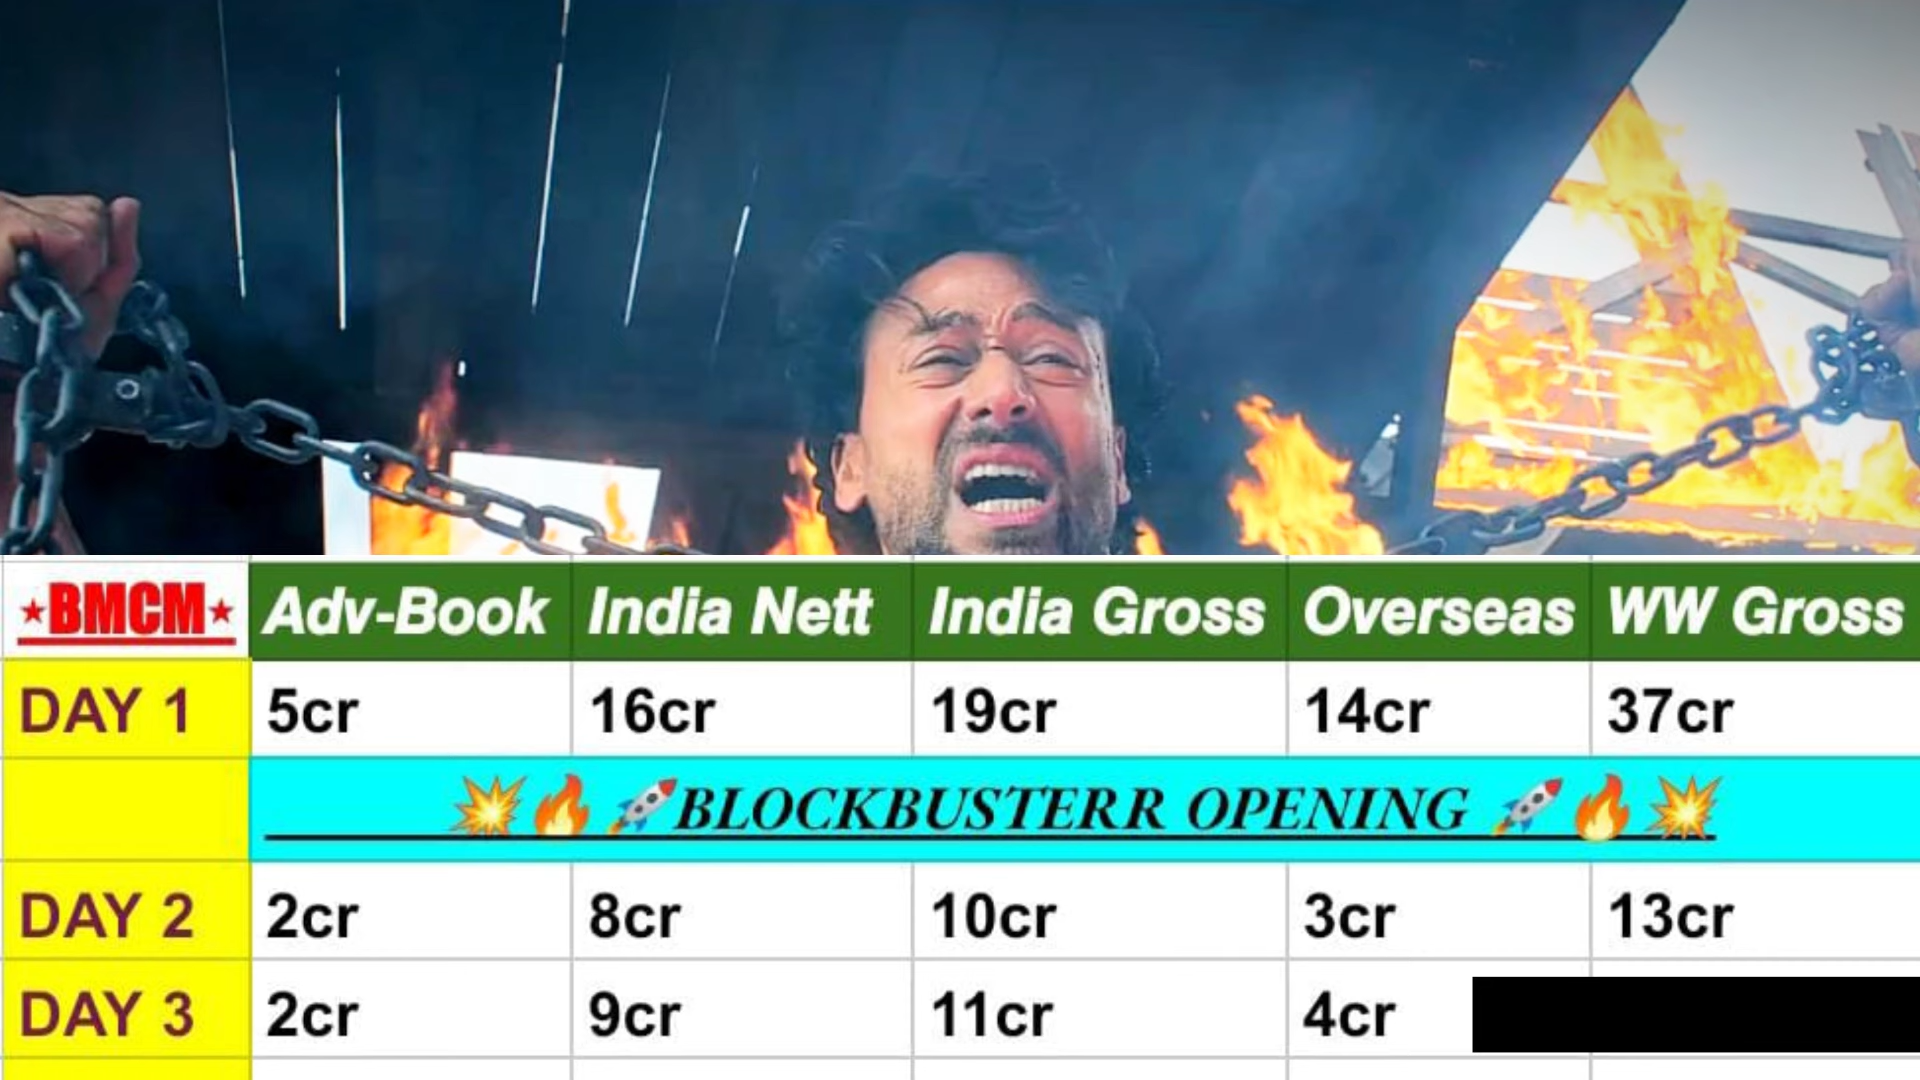 ★BMCM★ Adv-Book India Nett India Gross Overseas WW Gross
DAY 1 5cr 16cr 19cr 14cr 37cr
💥🔥🚀BLOCKBUSTERR OPENING 🚀🔥💥
DAY 2 2cr 8cr 10cr 3cr 13cr
DAY 3 2cr 9cr 11cr 4cr